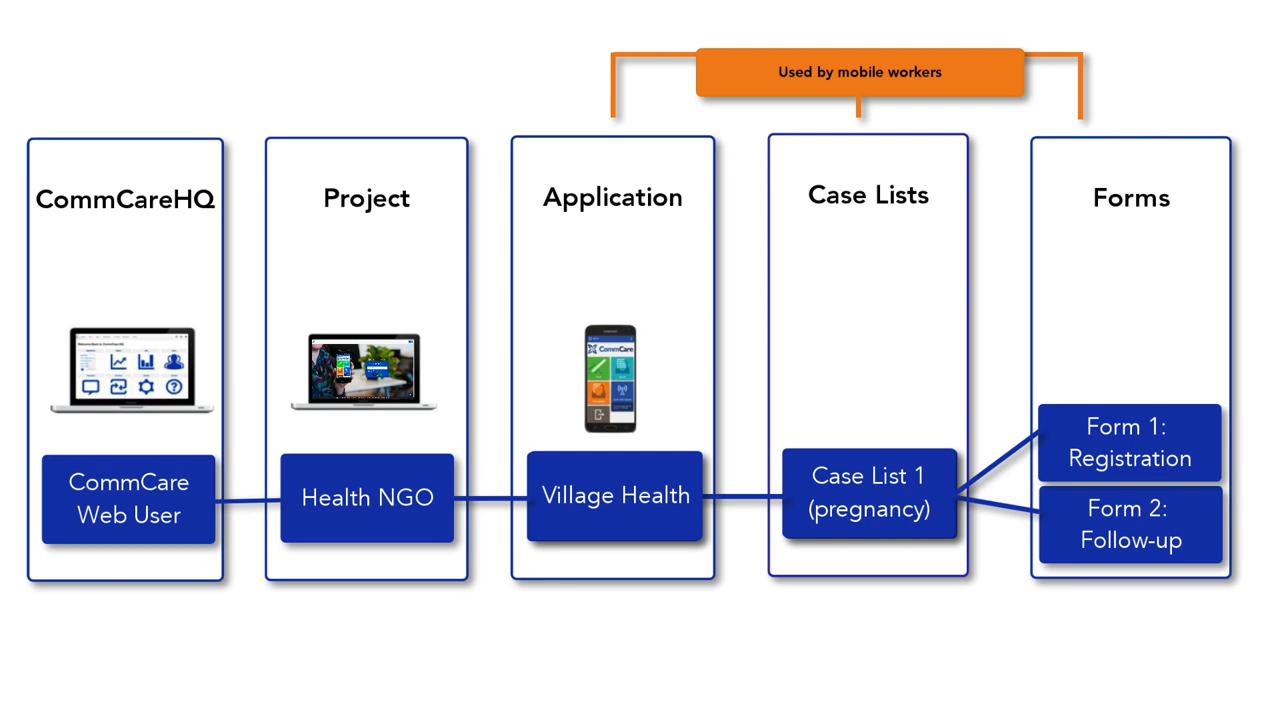 Used by mobile workers
CommCareHQ
Project
Application
Case Lists
Forms
CommCare
CommCare
Web User
Health NGO
Village Health
Case List 1
(pregnancy)
Form 1:
Registration
Form 2:
Follow-up